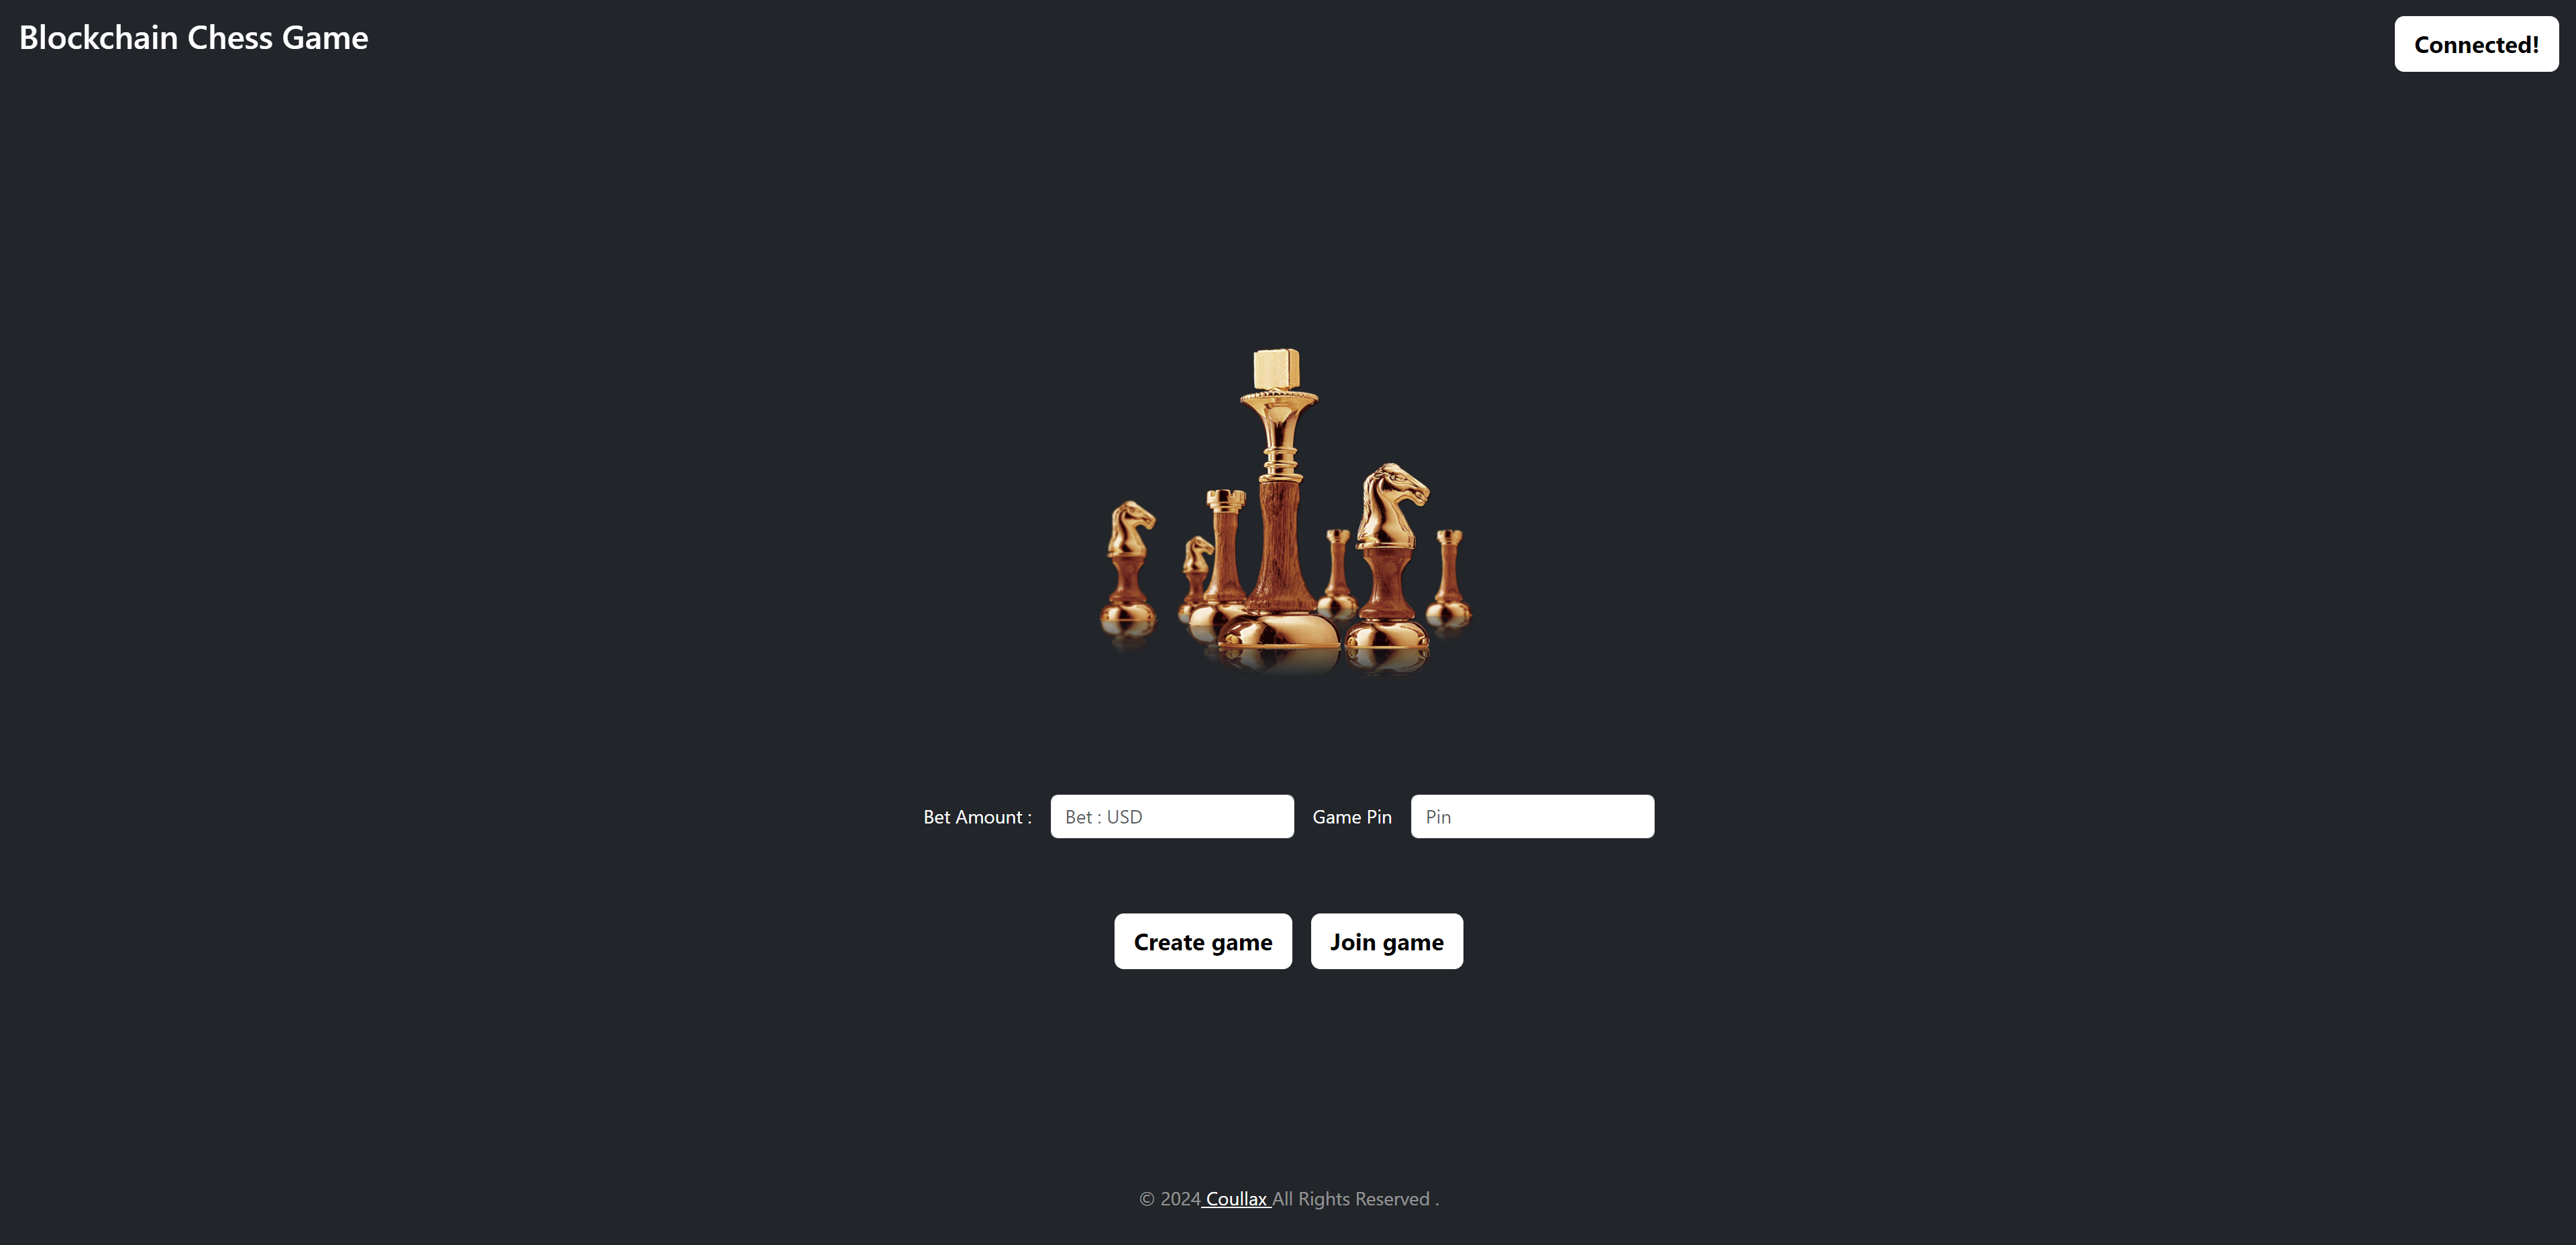 Blockchain Chess Game
Connected!
Bet Amount :
Bet : USD
Game Pin
Pin
Create game
Join game
© 2024 Coullax All Rights Reserved .